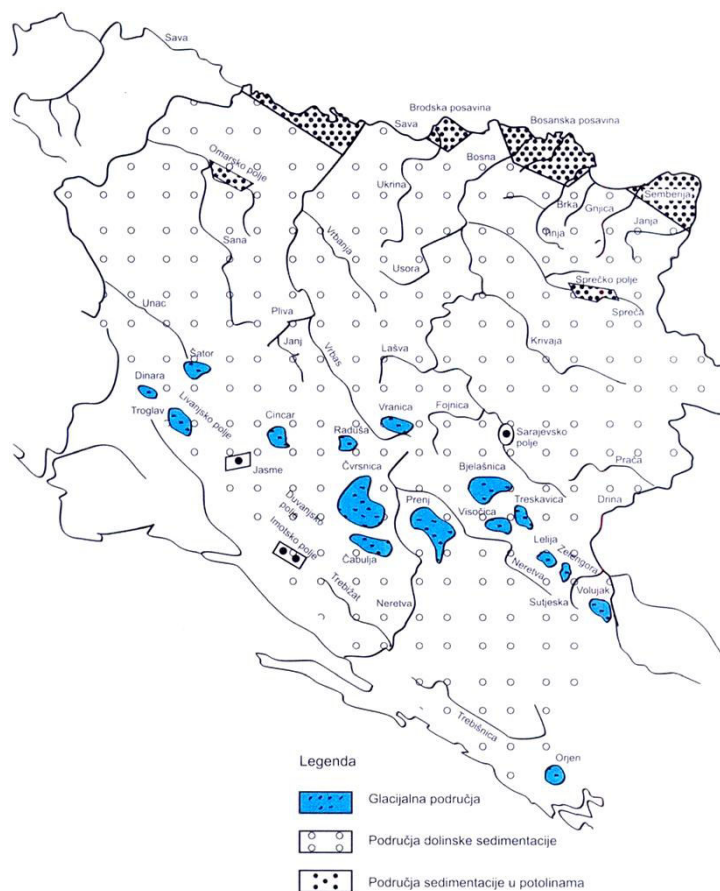 Sava
Brodska posavina
Sava
Bosanska posavina
Bosna
Omarsko polje
Ukrina
Semberija
Brka
Gnjica
Tinja
Janja
Vrbanja
Sana
Usora
Sprečko polje
Unac
Spreča
Pliva
Janj
Krivaja
Vrbas
Lašva
Šator
Dinara
Livanjsko polje
Troglav
Cincar
Raduša
Vranica
Fojnica
Sarajevsko
polje
Jasme
Čvrsnica
Bjelašnica
Prača
Duvanjsko
polje
Prenj
Treskavica
Drina
Visočica
Imotsko polje
Lelija
Zelengora
Čabulja
Neretva
Trebižat
Neretva
Sutjeska
Volujak
Trebišnica
Orjen
Legenda
Glacijalna područja
Područja dolinske sedimentacije
Područja sedimentacije u potolinama